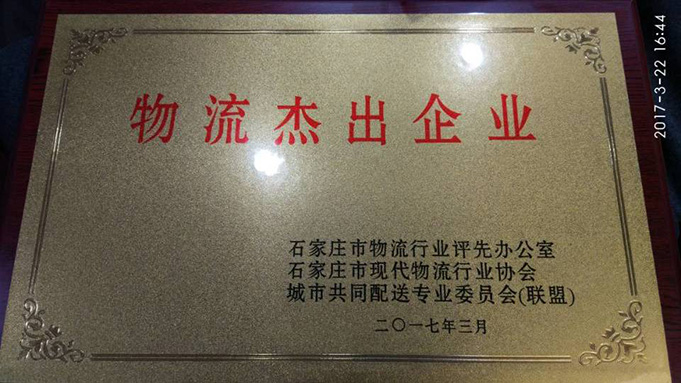 物流杰出企业
石家庄市物流行业评先办公室
石家庄市现代物流行业协会
城市共同配送专业委员会(联盟)
二〇一七年三月
2017-3-22 16:44